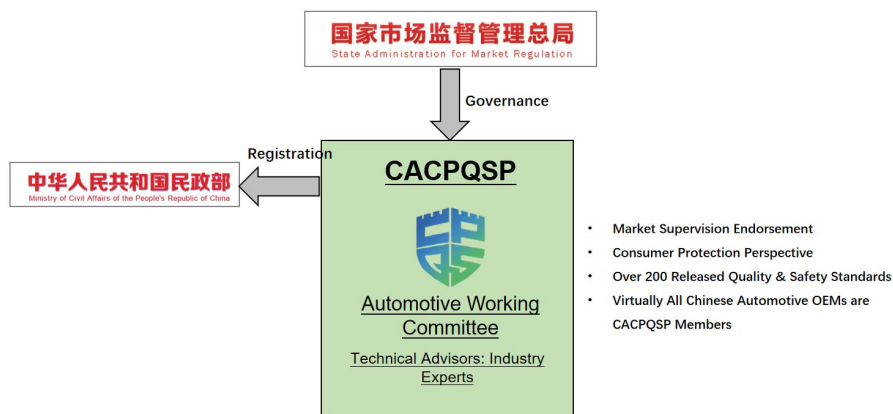 国家市场监督管理总局
State Administration for Market Regulation
Governance
Registration
中华人民共和国民政部
Ministry of Civil Affairs of the People's Republic of China
CACPQSP
CPQS
Automotive Working
Committee
Technical Advisors: Industry
Experts
• Market Supervision Endorsement
• Consumer Protection Perspective
• Over 200 Released Quality & Safety Standards
• Virtually All Chinese Automotive OEMs are
CACPQSP Members